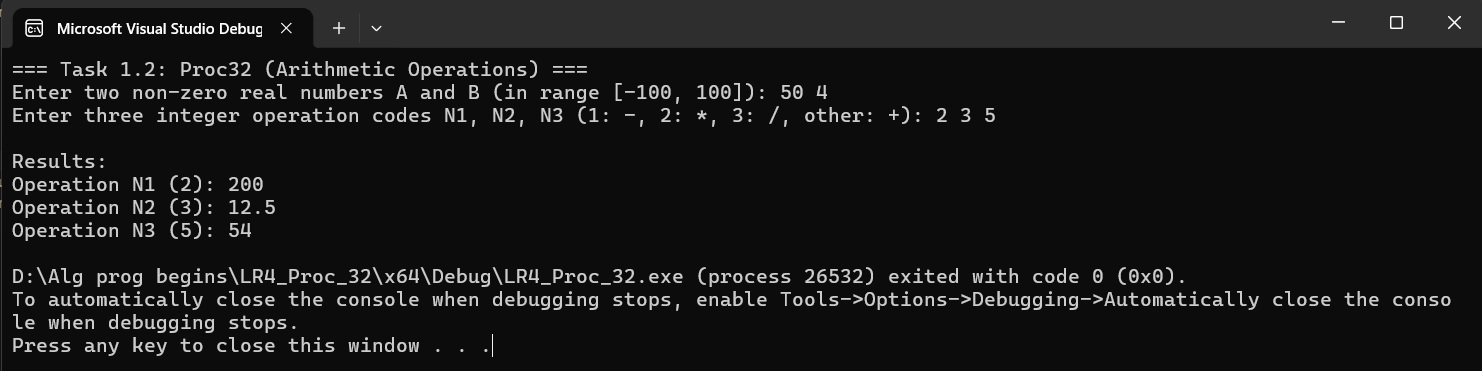 Microsoft Visual Studio Debug
=== Task 1.2: Proc32 (Arithmetic Operations) ===
Enter two non-zero real numbers A and B (in range [-100, 100]): 50 4
Enter three integer operation codes N1, N2, N3 (1: -, 2: *, 3: /, other: +): 2 3 5
Results:
Operation N1 (2): 200
Operation N2 (3): 12.5
Operation N3 (5): 54
D:\Alg prog begins\LR4_Proc_32\x64\Debug\LR4_Proc_32.exe (process 26532) exited with code 0 (0x0).
To automatically close the console when debugging stops, enable Tools->Options->Debugging->Automatically close the conso
le when debugging stops.
Press any key to close this window . . .